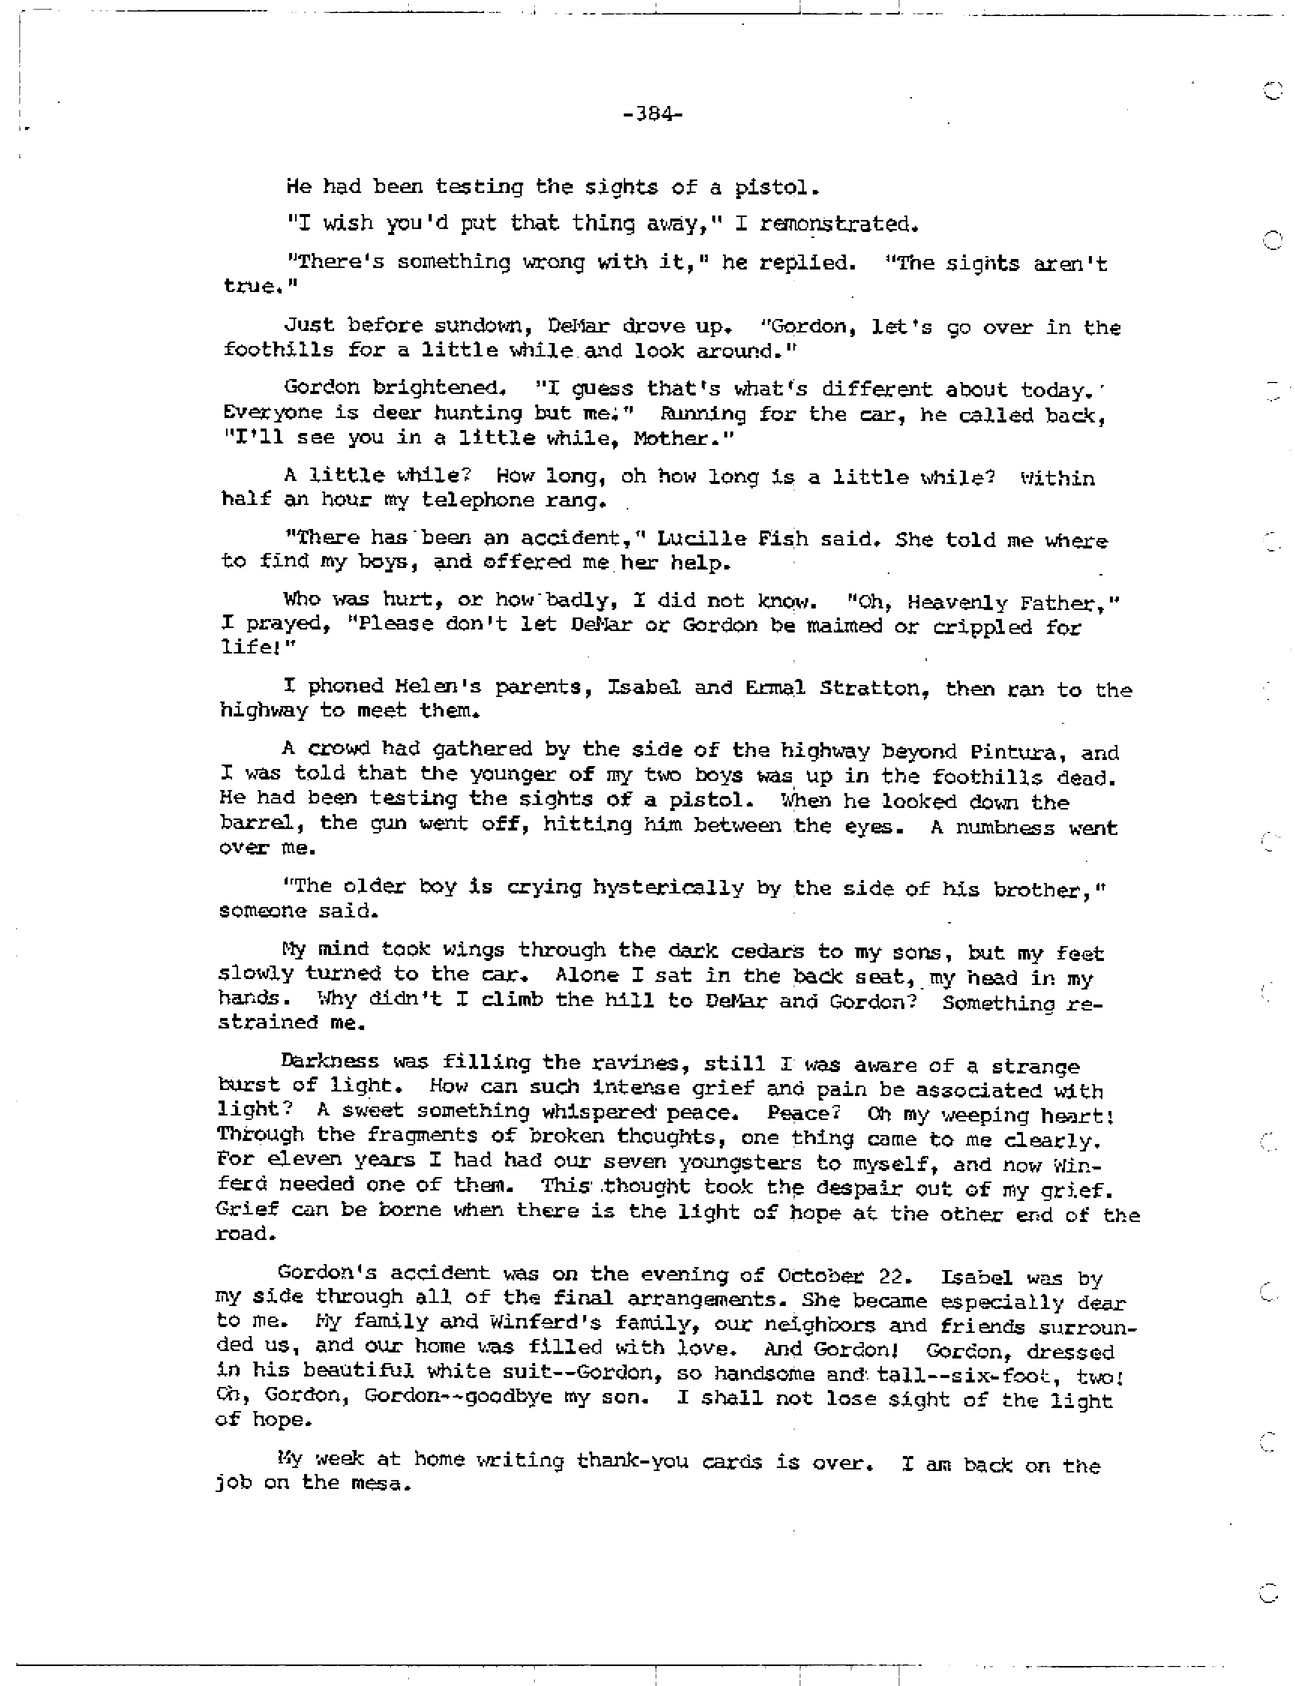 -384-
He had been testing the sights of a pistol.
"I wish you'd put that thing away," I remonstrated.
"There's something wrong with it," he replied. "The sights aren't
true."
Just before sundown, DeMar drove up. "Gordon, let's go over in the
foothills for a little while and look around."
Gordon brightened. "I guess that's what's different about today.
Everyone is deer hunting but me." Running for the car, he called back,
"I'll see you in a little while, Mother."
A little while? How long, oh how long is a little while? Within
half an hour my telephone rang.
"There has been an accident," Lucille Fish said. She told me where
to find my boys, and offered me her help.
Who was hurt, or how badly, I did not know. "Oh, Heavenly Father,"
I prayed, "Please don't let DeMar or Gordon be maimed or crippled for
life!"
I phoned Helen's parents, Isabel and Ermal Stratton, then ran to the
highway to meet them.
A crowd had gathered by the side of the highway beyond Pintura, and
I was told that the younger of my two boys was up in the foothills dead.
He had been testing the sights of a pistol. When he looked down the
barrel, the gun went off, hitting him between the eyes. A numbness went
over me.
"The older boy is crying hysterically by the side of his brother,"
someone said.
My mind took wings through the dark cedars to my sons, but my feet
slowly turned to the car. Alone I sat in the back seat, my head in my
hands. Why didn't I climb the hill to DeMar and Gordon? Something re-
strained me.
Darkness was filling the ravines, still I was aware of a strange
burst of light. How can such intense grief and pain be associated with
light? A sweet something whispered peace. Peace? Oh my weeping heart!
Through the fragments of broken thoughts, one thing came to me clearly.
For eleven years I had had our seven youngsters to myself, and now Win-
ferd needed one of them. This thought took the despair out of my grief.
Grief can be borne when there is the light of hope at the other end of the
road.
Gordon's accident was on the evening of October 22. Isabel was by
my side through all of the final arrangements. She became especially dear
to me. My family and Winferd's family, our neighbors and friends surroun-
ded us, and our home was filled with love. And Gordon! Gordon, dressed
in his beautiful white suit--Gordon, so handsome and tall--six-foot, two!
Oh, Gordon, Gordon--goodbye my son. I shall not lose sight of the light
of hope.
My week at home writing thank-you cards is over. I am back on the
job on the mesa.